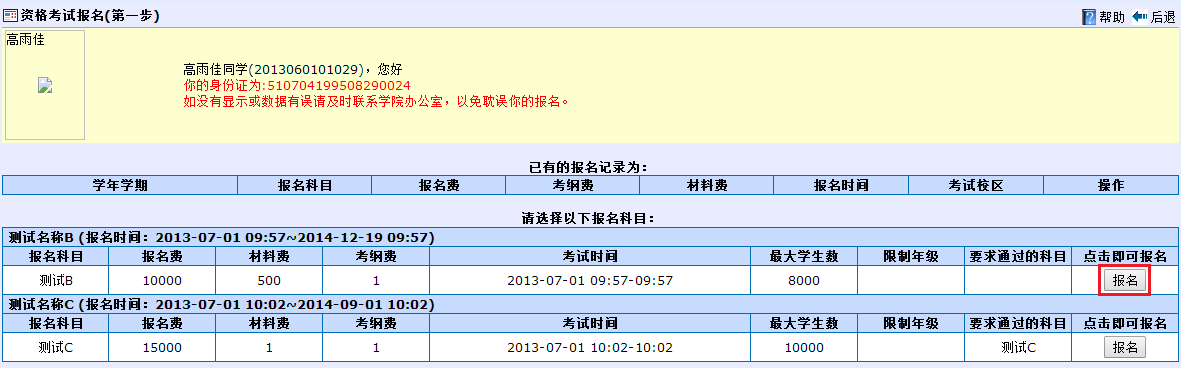 资格考试报名(第一步) 帮助 后退
高雨佳
高雨佳同学(2013060101029)，您好
你的身份证为:510704199508290024
如没有显示或数据有误请及时联系学院办公室，以免耽误你的报名。
已有的报名记录为：
学年学期 报名科目 报名费 考纲费 材料费 报名时间 考试校区 操作
请选择以下报名科目：
测试名称B (报名时间：2013-07-01 09:57~2014-12-19 09:57)
报名科目 报名费 材料费 考纲费 考试时间 最大学生数 限制年级 要求通过的科目 点击即可报名
测试B 10000 500 1 2013-07-01 09:57-09:57 8000 报名
测试名称C (报名时间：2013-07-01 10:02~2014-09-01 10:02)
报名科目 报名费 材料费 考纲费 考试时间 最大学生数 限制年级 要求通过的科目 点击即可报名
测试C 15000 1 1 2013-07-01 10:02-10:02 10000 测试C 报名